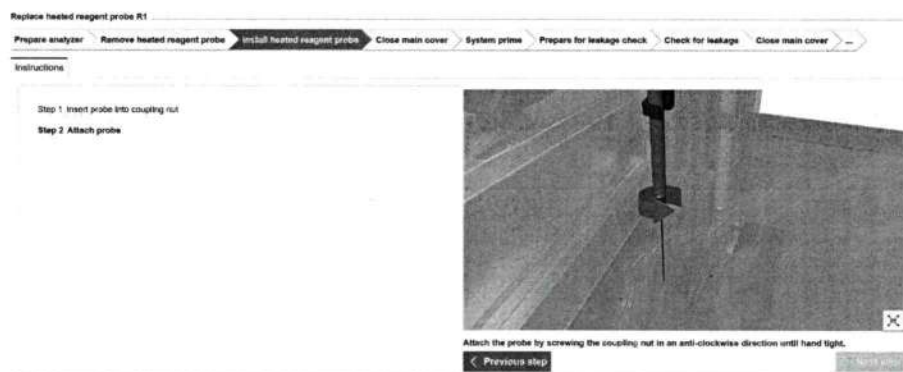 Replace heated reagent probe R1
Prepare analyzer Remove heated reagent probe Install heated reagent probe Close main cover System prime Prepare for leakage check Check for leakage Close main cover ...
Instructions
Step 1 Insert probe into coupling nut
Step 2 Attach probe
Attach the probe by screwing the coupling nut in an anti-clockwise direction until hand tight.
Previous step